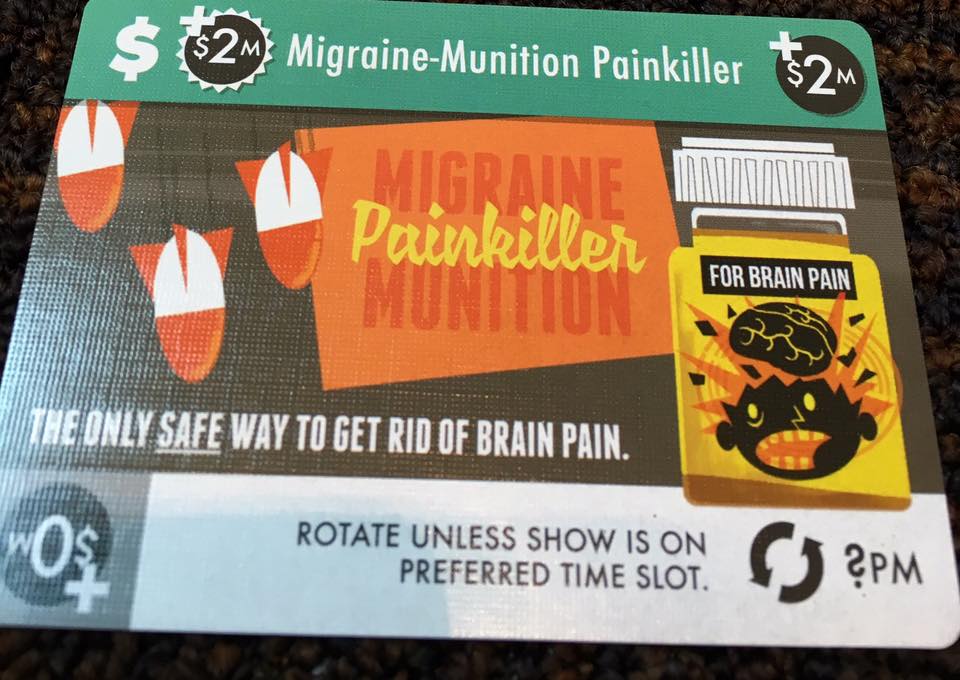 $ +$2M Migraine-Munition Painkiller +$2M
MIGRAINE
Painkiller
MUNITION
FOR BRAIN PAIN
THE ONLY SAFE WAY TO GET RID OF BRAIN PAIN.
+$0M
ROTATE UNLESS SHOW IS ON
PREFERRED TIME SLOT.
?PM